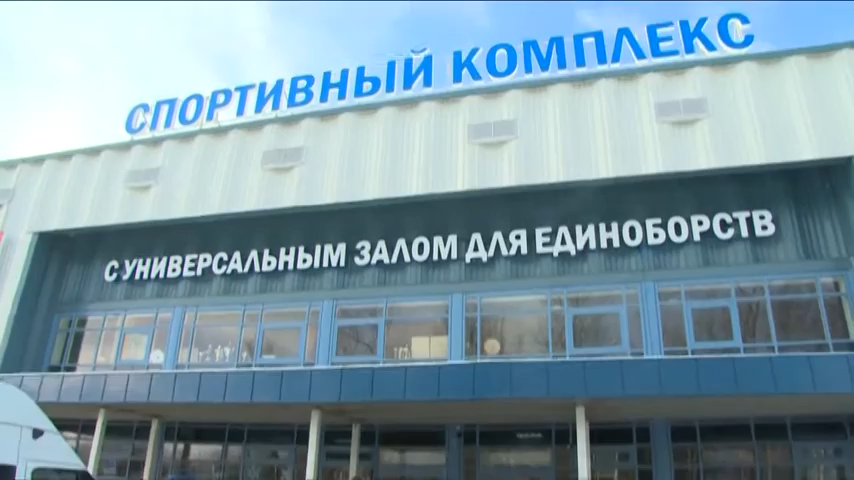 СПОРТИВНЫЙ КОМПЛЕКС
С УНИВЕРСАЛЬНЫМ ЗАЛОМ ДЛЯ ЕДИНОБОРСТВ